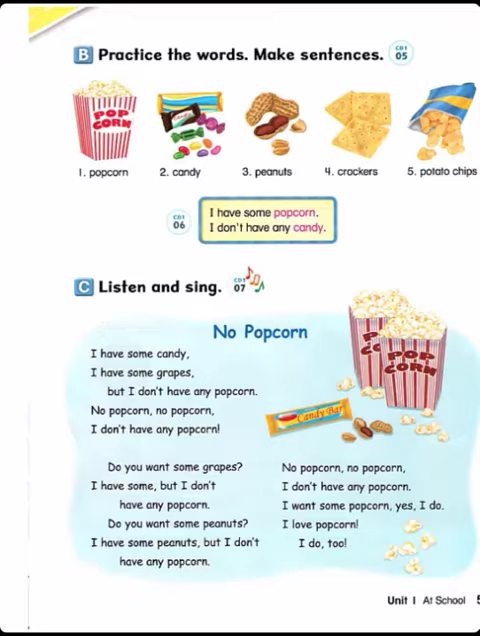 B Practice the words. Make sentences. CD1 05
POP CORN
1. popcorn 2. candy 3. peanuts 4. crackers 5. potato chips
CD1 06
I have some popcorn.
I don't have any candy.
C Listen and sing. CD1 07
No Popcorn
I have some candy,
I have some grapes,
but I don't have any popcorn.
No popcorn, no popcorn,
I don't have any popcorn!
POP CORN
Candy Bar
Do you want some grapes?
I have some, but I don't
have any popcorn.
Do you want some peanuts?
I have some peanuts, but I don't
have any popcorn.
No popcorn, no popcorn,
I don't have any popcorn.
I want some popcorn, yes, I do.
I love popcorn!
I do, too!
Unit 1 At School